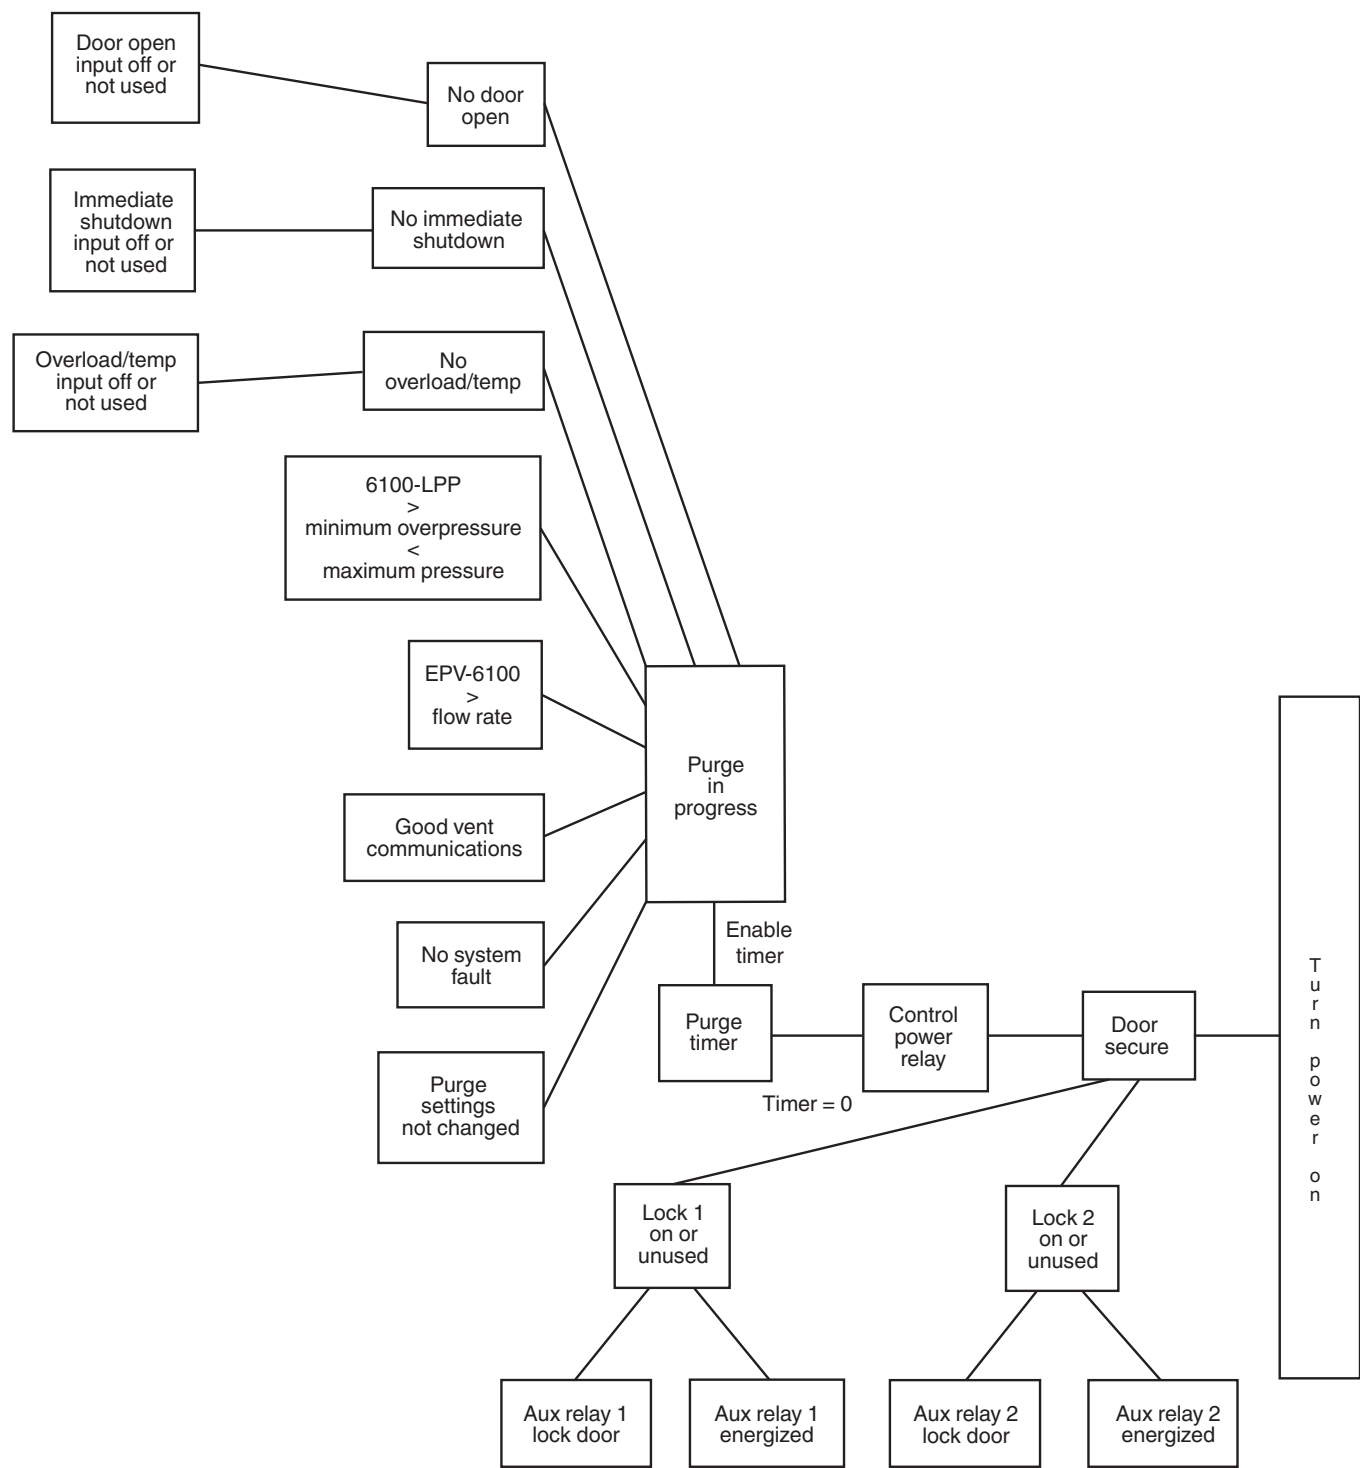 Door open
input off or
not used
No door
open
Immediate
shutdown
input off or
not used
No immediate
shutdown
Overload/temp
input off or
not used
No
overload/temp
6100-LPP
>
minimum overpressure
<
maximum pressure
EPV-6100
>
flow rate
Good vent
communications
No system
fault
Purge
settings
not changed
Purge
in
progress
Enable
timer
Purge
timer
Timer = 0
Control
power
relay
Door
secure
Turn power on
Lock 1
on or
unused
Lock 2
on or
unused
Aux relay 1
lock door
Aux relay 1
energized
Aux relay 2
lock door
Aux relay 2
energized